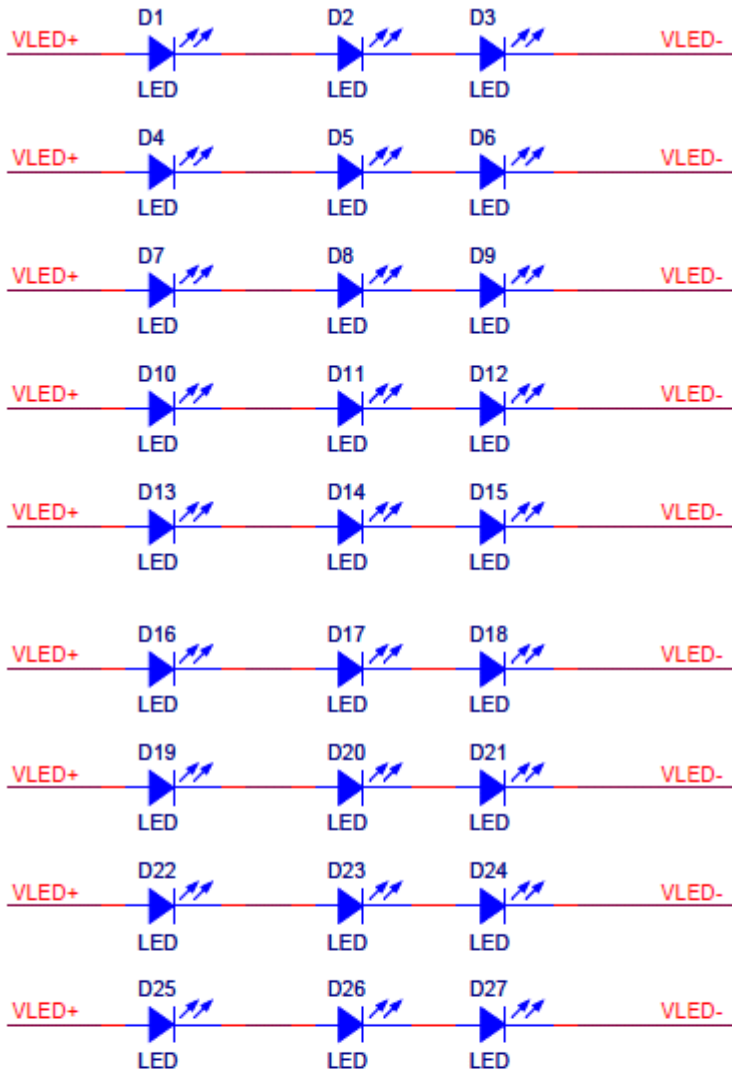 D1 D2 D3
VLED+ VLED-
LED LED LED
D4 D5 D6
VLED+ VLED-
LED LED LED
D7 D8 D9
VLED+ VLED-
LED LED LED
D10 D11 D12
VLED+ VLED-
LED LED LED
D13 D14 D15
VLED+ VLED-
LED LED LED
D16 D17 D18
VLED+ VLED-
LED LED LED
D19 D20 D21
VLED+ VLED-
LED LED LED
D22 D23 D24
VLED+ VLED-
LED LED LED
D25 D26 D27
VLED+ VLED-
LED LED LED